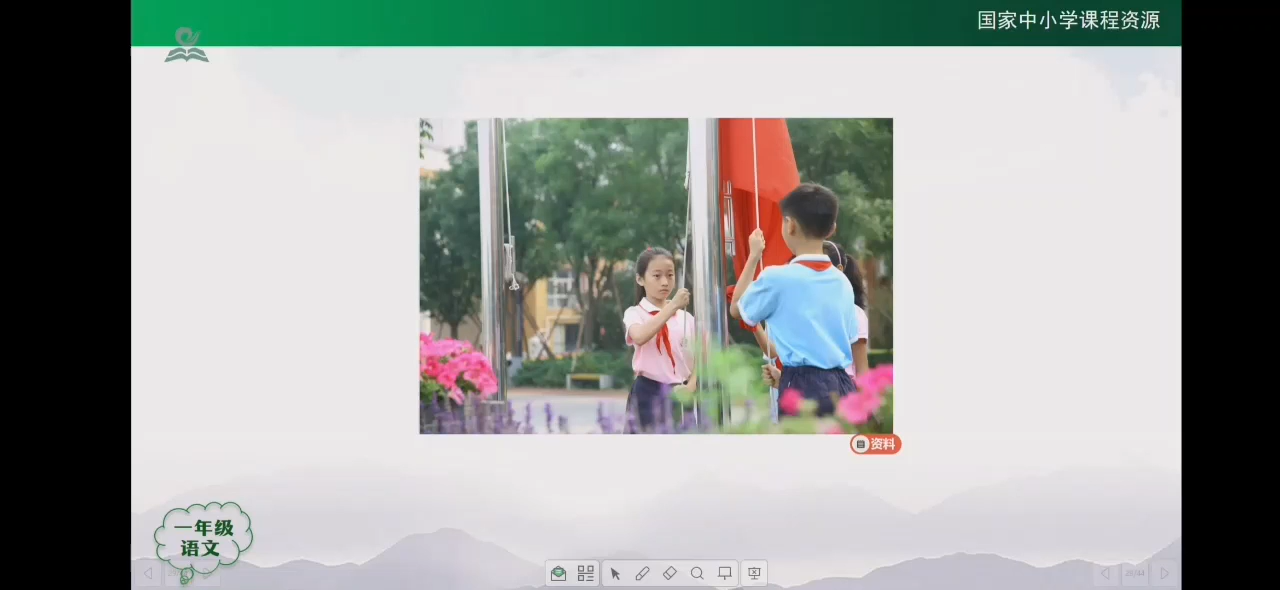 国家中小学课程资源
资料
一年级
语文